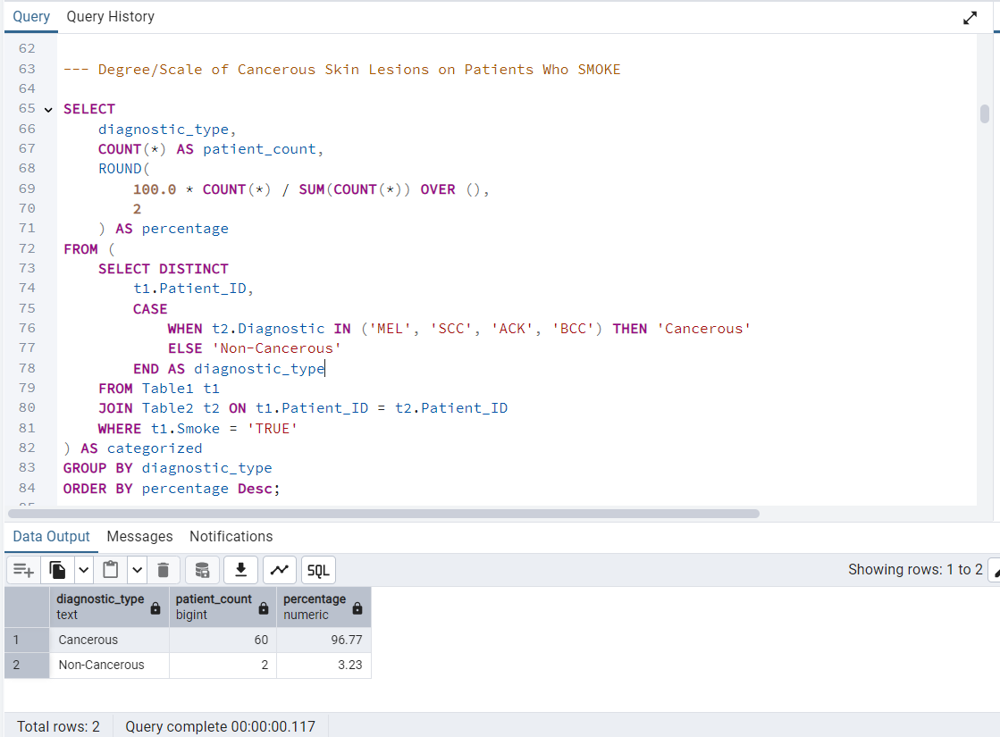 Query Query History
62
63 --- Degree/Scale of Cancerous Skin Lesions on Patients Who SMOKE
64
65 SELECT
66 diagnostic_type,
67 COUNT(*) AS patient_count,
68 ROUND(
69 100.0 * COUNT(*) / SUM(COUNT(*)) OVER (),
70 2
71 ) AS percentage
72 FROM (
73 SELECT DISTINCT
74 t1.Patient_ID,
75 CASE
76 WHEN t2.Diagnostic IN ('MEL', 'SCC', 'ACK', 'BCC') THEN 'Cancerous'
77 ELSE 'Non-Cancerous'
78 END AS diagnostic_type
79 FROM Table1 t1
80 JOIN Table2 t2 ON t1.Patient_ID = t2.Patient_ID
81 WHERE t1.Smoke = 'TRUE'
82 ) AS categorized
83 GROUP BY diagnostic_type
84 ORDER BY percentage Desc;
Data Output Messages Notifications
SQL Showing rows: 1 to 2
diagnostic_type patient_count percentage
text bigint numeric
1 Cancerous 60 96.77
2 Non-Cancerous 2 3.23
Total rows: 2 Query complete 00:00:00.117